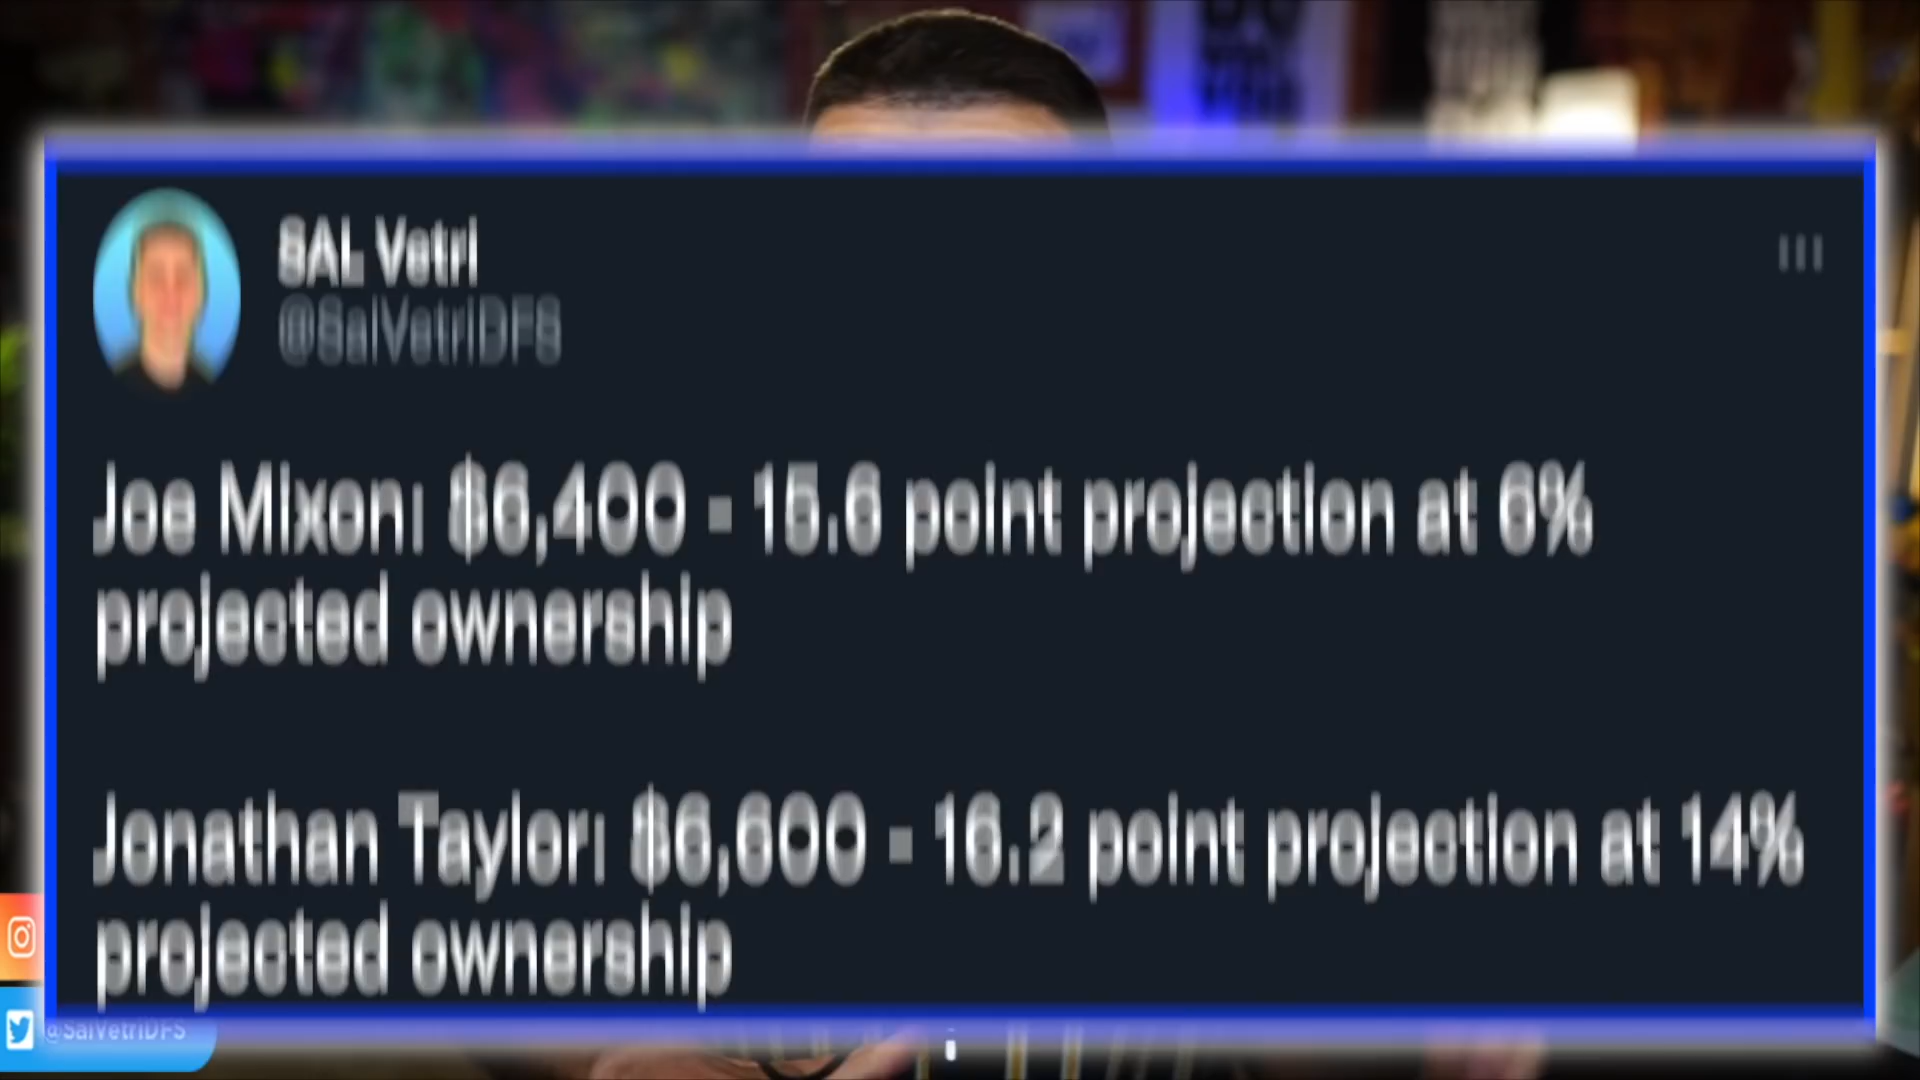 SAL Vetri
@SalVetriDFS
Joe Mixon: $6,400 - 15.6 point projection at 6%
projected ownership
Jonathan Taylor: $6,600 - 16.2 point projection at 14%
projected ownership
@SalVetriDFS